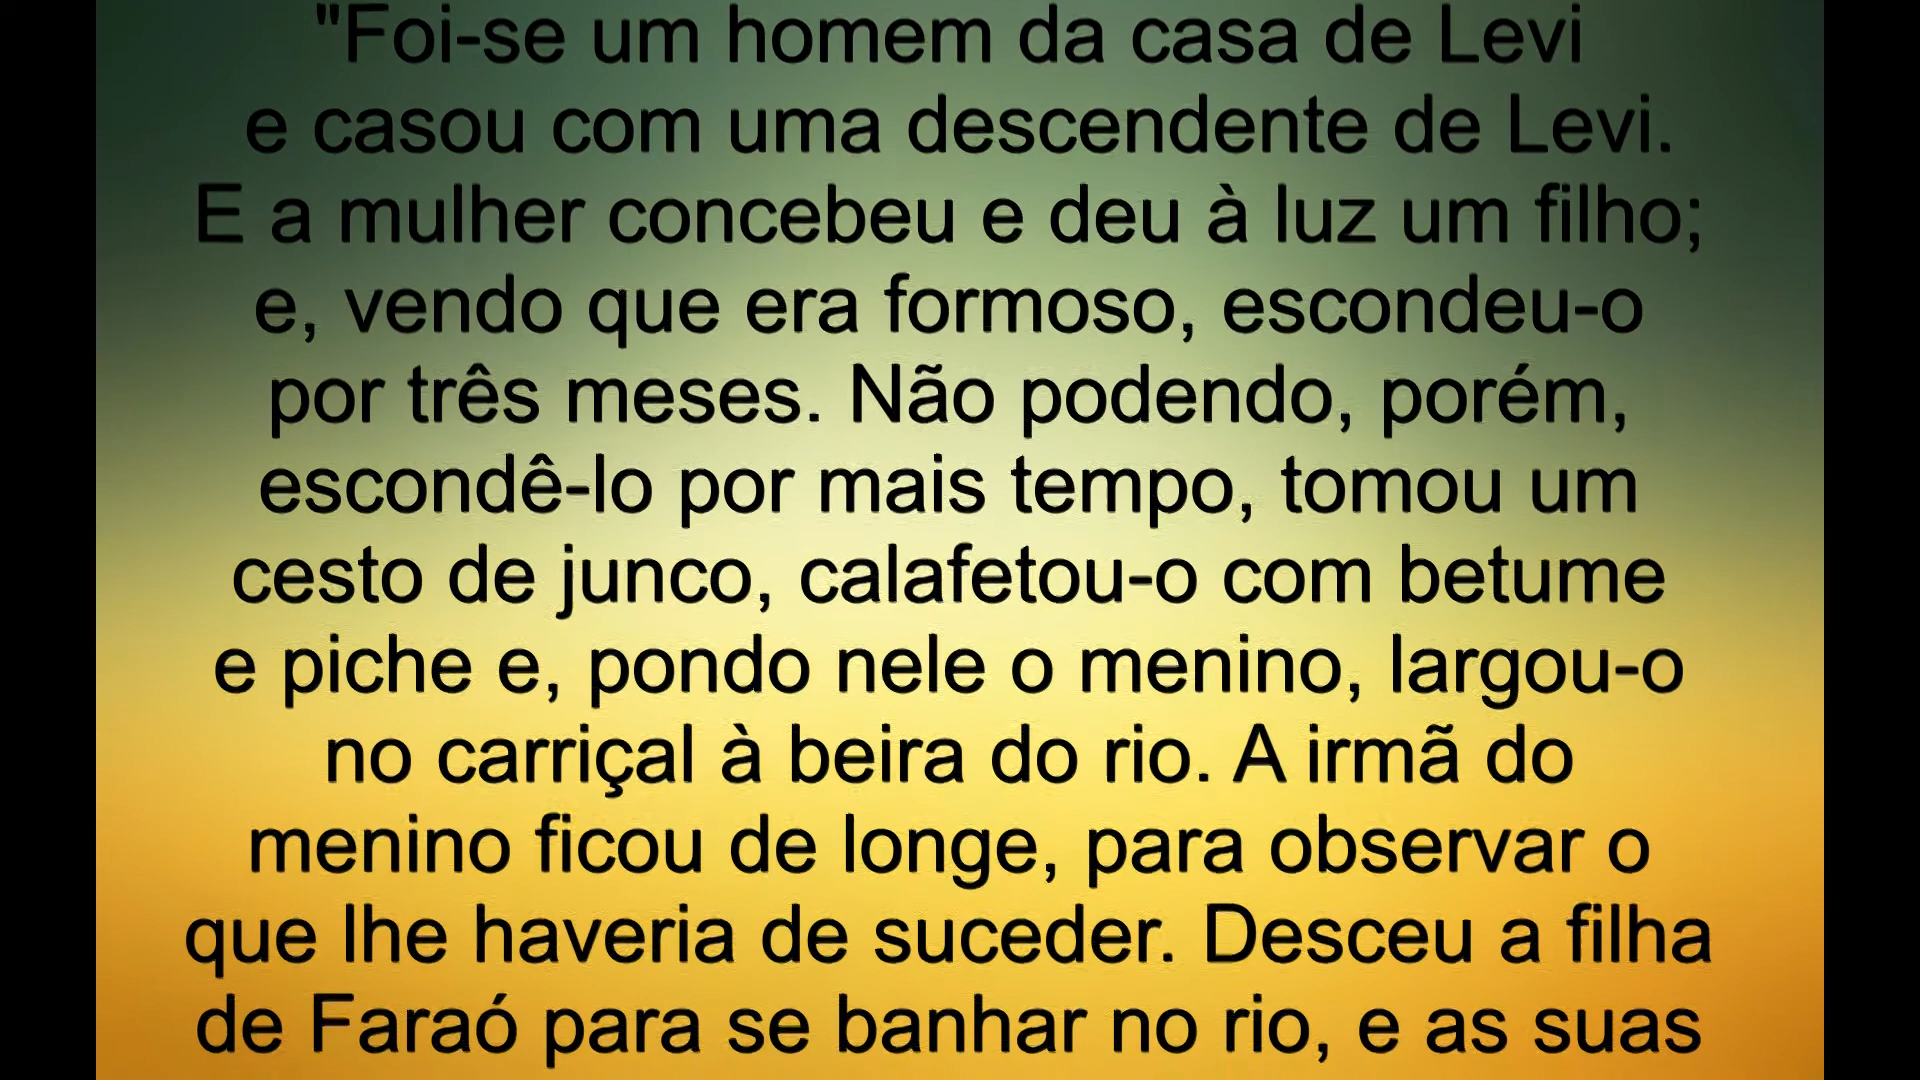 "Foi-se um homem da casa de Levi
e casou com uma descendente de Levi.
E a mulher concebeu e deu à luz um filho;
e, vendo que era formoso, escondeu-o
por três meses. Não podendo, porém,
escondê-lo por mais tempo, tomou um
cesto de junco, calafetou-o com betume
e piche e, pondo nele o menino, largou-o
no carriçal à beira do rio. A irmã do
menino ficou de longe, para observar o
que lhe haveria de suceder. Desceu a filha
de Faraó para se banhar no rio, e as suas